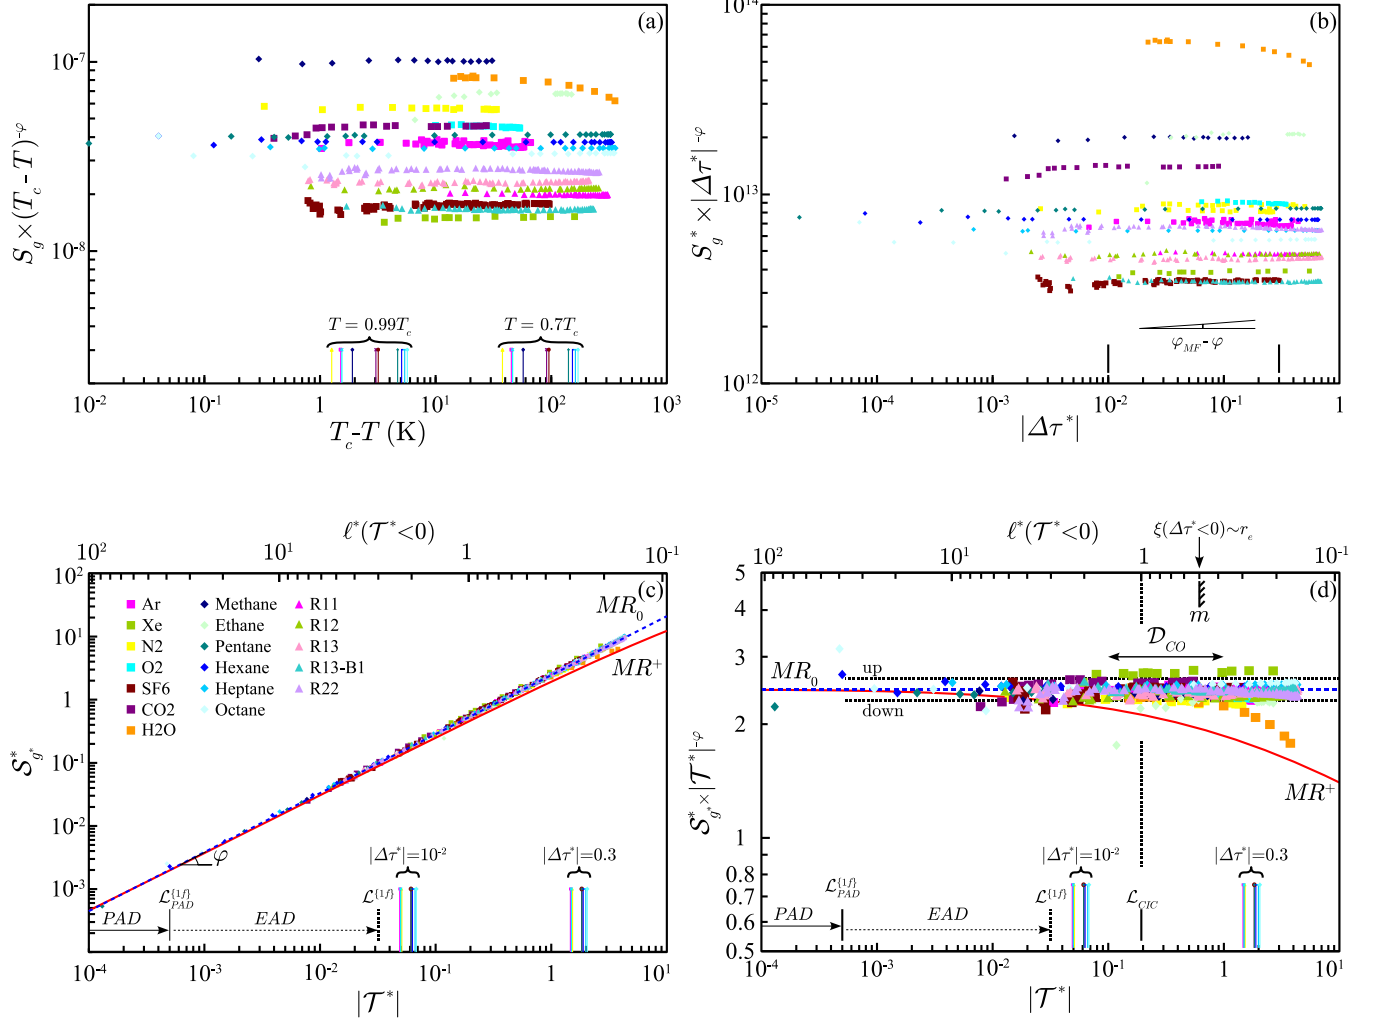 (a)
10^-7
10^-8
S_g × (T_c - T)^-φ
T = 0.99T_c
T = 0.7T_c
10^-2
10^-1
1
10^1
10^2
10^3
T_c-T (K)
(b)
10^14
10^13
10^12
S_g^* × |Δτ^*|^-φ
φ_MF - φ
10^-5
10^-4
10^-3
10^-2
10^-1
1
|Δτ^*|
ℓ^*(T^*<0)
10^2
10^1
1
10^-1
(c)
10^2
10^1
1
10^-1
10^-2
10^-3
S^*_g^*
Ar
Xe
N2
O2
SF6
CO2
H2O
Methane
Ethane
Pentane
Hexane
Heptane
Octane
R11
R12
R13
R13-B1
R22
MR_0
MR^+
φ
|Δτ^*|=10^-2
|Δτ^*|=0.3
L_PAD^{1f}
L^{1f}
PAD
EAD
10^-4
10^-3
10^-2
10^-1
1
10^1
|T^*|
ξ(Δτ^*<0)~r_e
ℓ^*(T^*<0)
10^2
10^1
1
10^-1
(d)
5
4
3
2
1
0.8
0.7
0.6
0.5
S^*_g^* × |T^*|^-φ
m
D_CO
MR_0
up
down
MR^+
|Δτ^*|=10^-2
|Δτ^*|=0.3
L_PAD^{1f}
L^{1f}
L_CIC
PAD
EAD
10^-4
10^-3
10^-2
10^-1
1
10^1
|T^*|